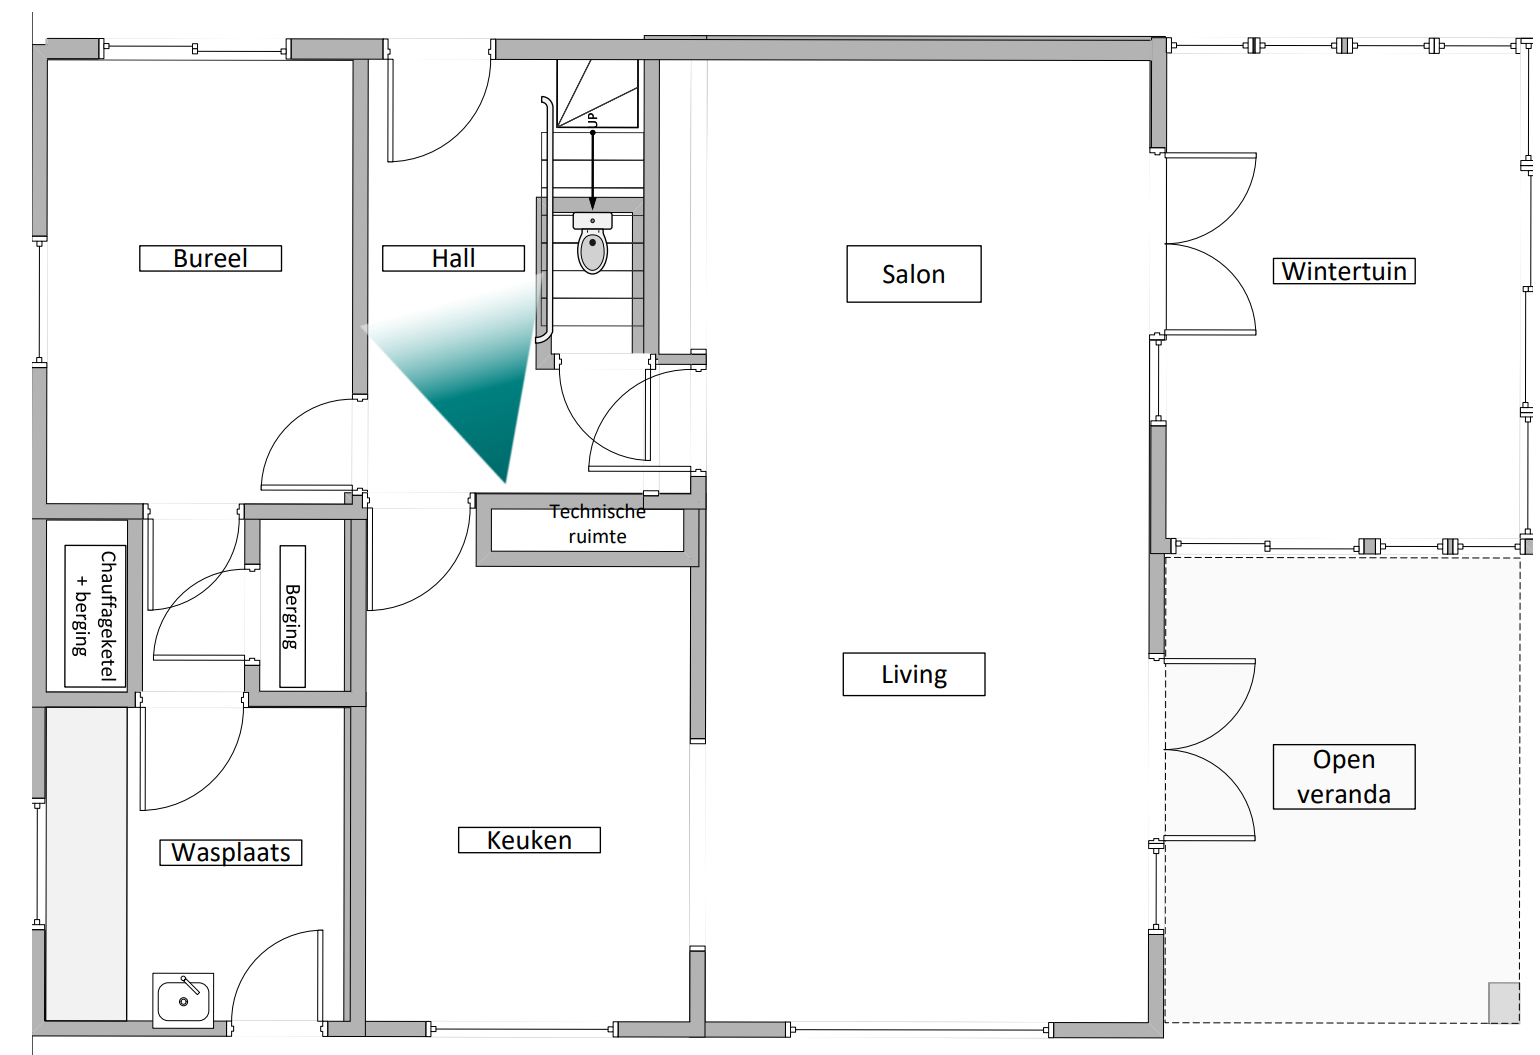 UP
Bureel
Hall
Salon
Wintertuin
Technische
ruimte
Chauffageketel
+ berging
Berging
Living
Open
veranda
Keuken
Wasplaats